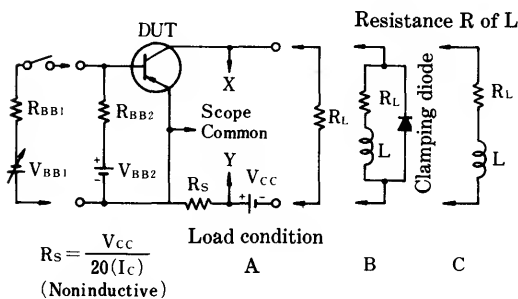 Resistance R of L
DUT
X
RBB1
RBB2
Scope
Common
RL
RL
L
Clamping diode
RL
L
VBB1
VBB2
+
-
RS
Y
VCC
+ -
Load condition
RS = VCC / 20(IC)
(Noninductive)
A
B
C